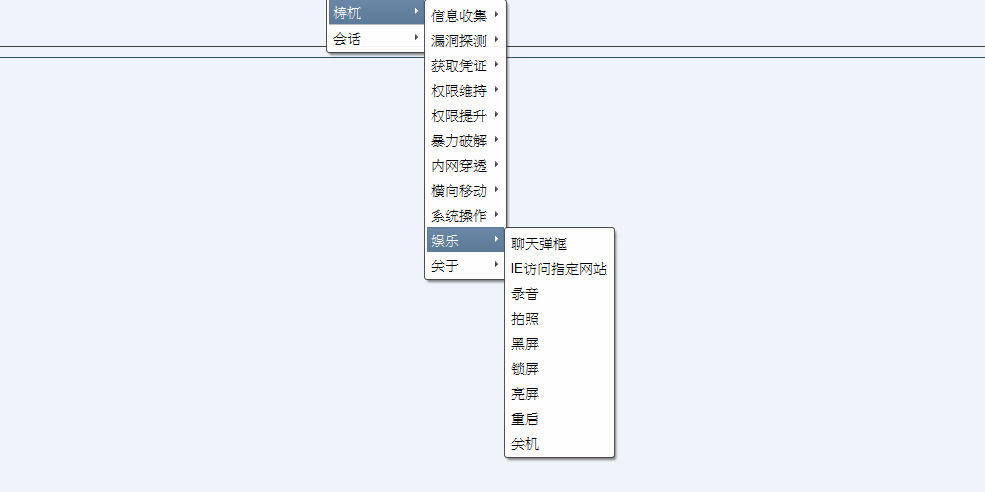 梼杌
会话
信息收集
漏洞探测
获取凭证
权限维持
权限提升
暴力破解
内网穿透
横向移动
系统操作
娱乐
关于
聊天弹框
IE访问指定网站
录音
拍照
黑屏
锁屏
亮屏
重启
关机